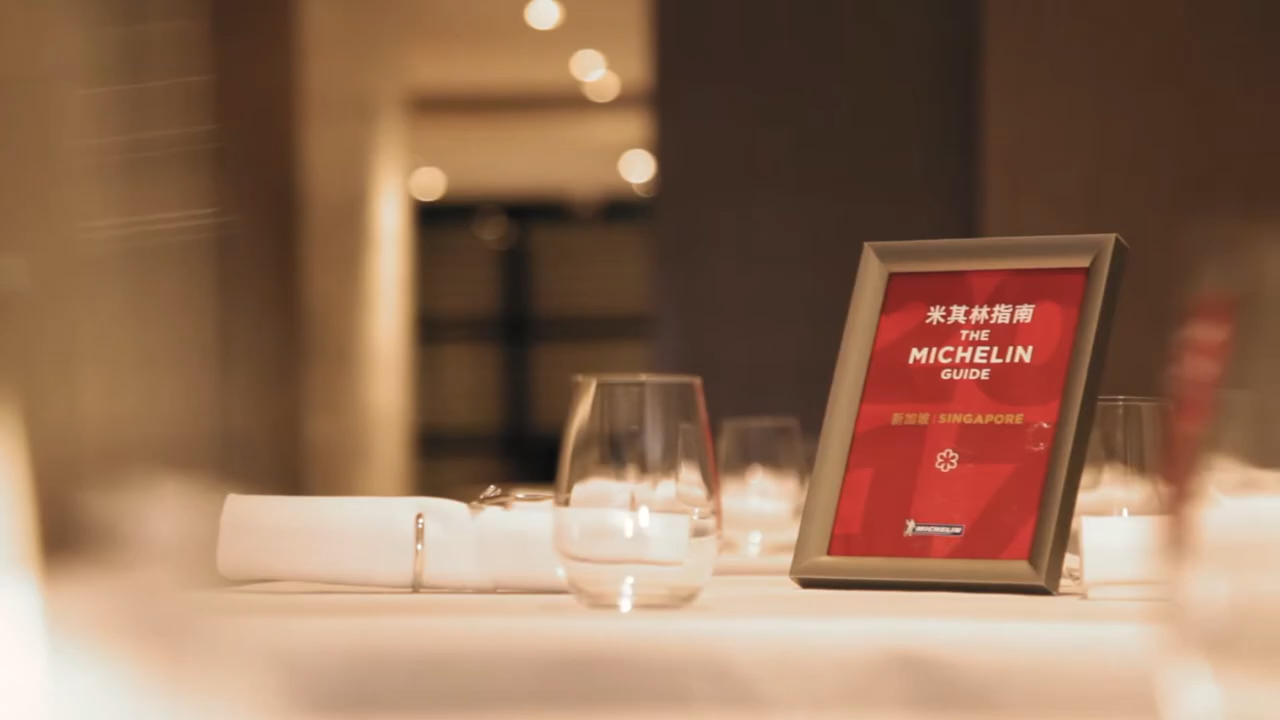 米其林指南
THE
MICHELIN
GUIDE
新加坡 | SINGAPORE
MICHELIN